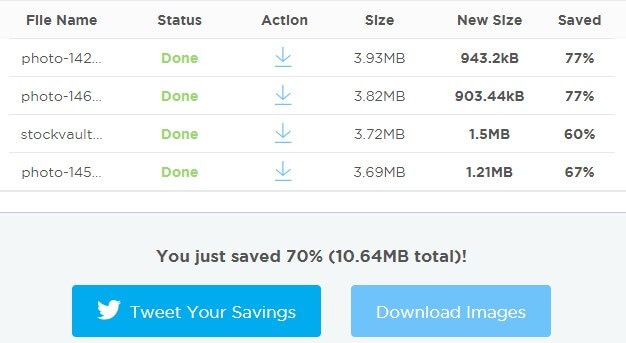 File Name Status Action Size New Size Saved
photo-142... Done 3.93MB 943.2kB 77%
photo-146... Done 3.82MB 903.44kB 77%
stockvault... Done 3.72MB 1.5MB 60%
photo-145... Done 3.69MB 1.21MB 67%
You just saved 70% (10.64MB total)!
Tweet Your Savings Download Images